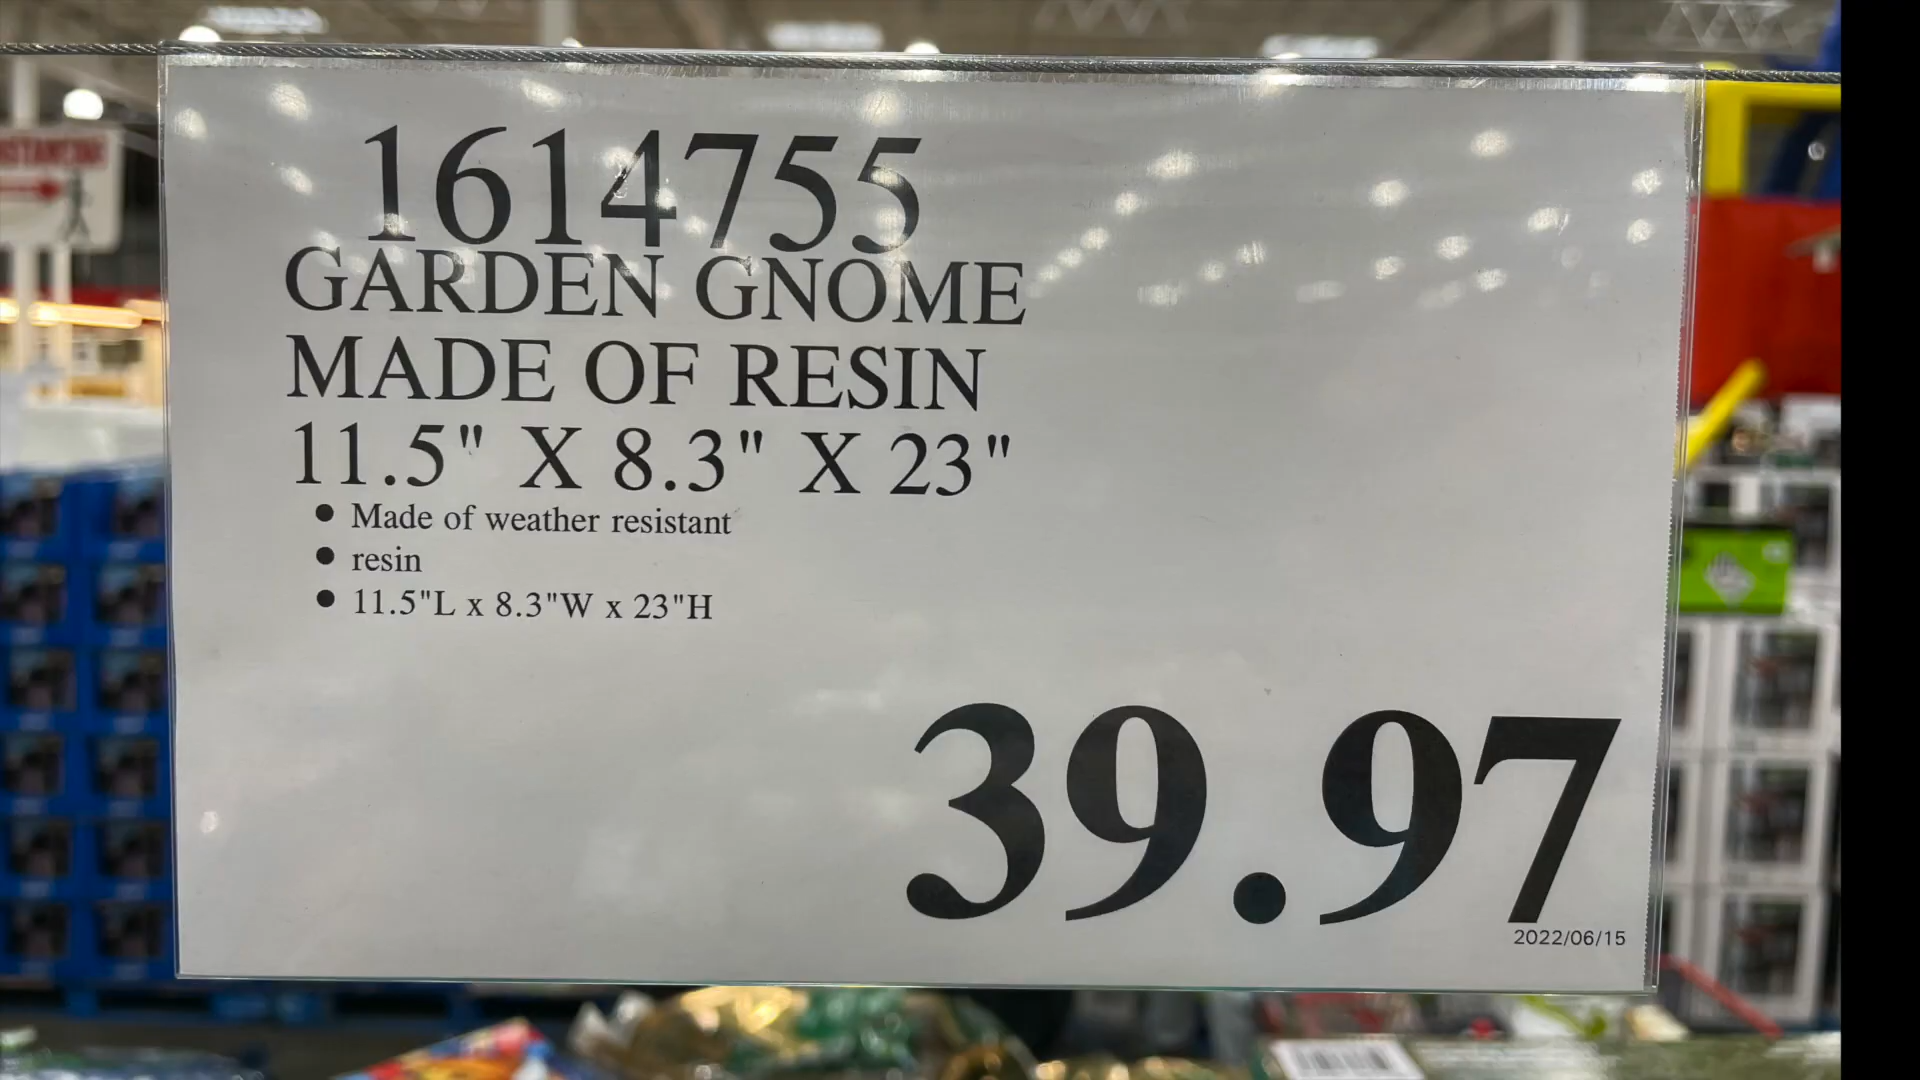 1614755
GARDEN GNOME
MADE OF RESIN
11.5" X 8.3" X 23"
● Made of weather resistant
● resin
● 11.5"L x 8.3"W x 23"H
39.97
2022/06/15